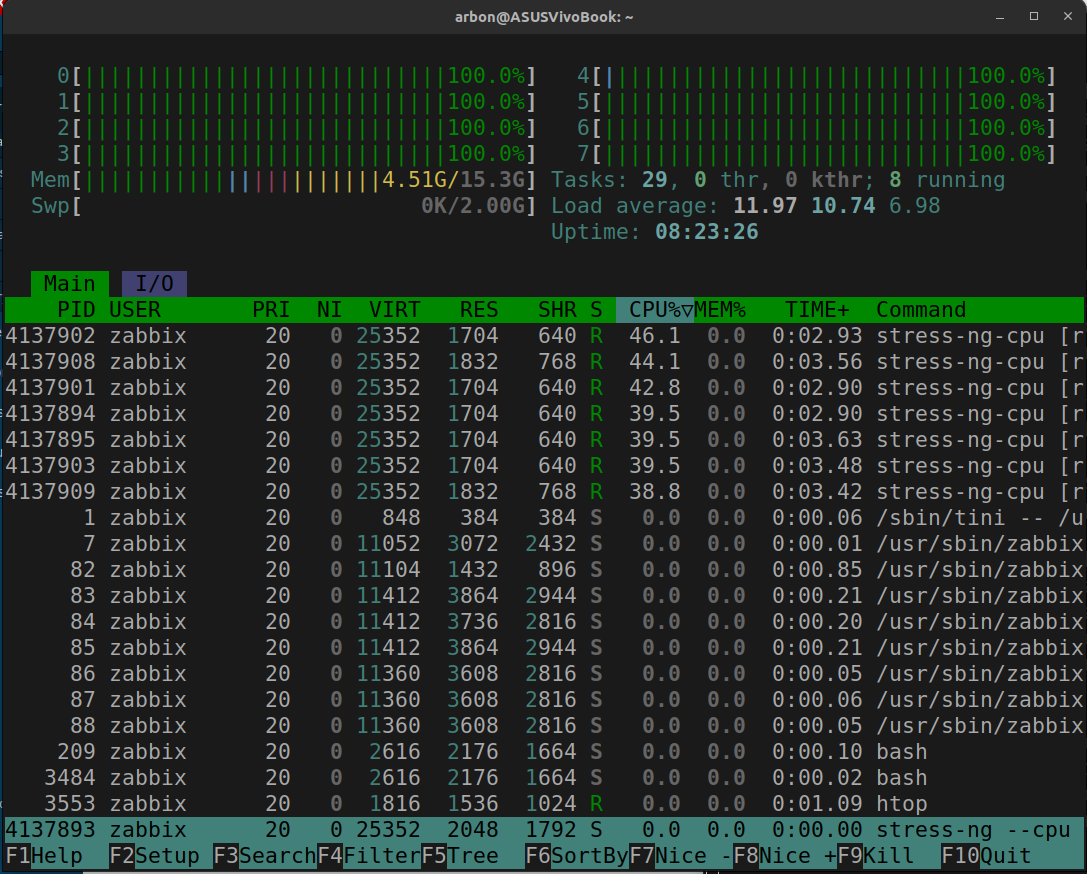 arbon@ASUSVivoBook: ~
0[||||||||||||||||||||||||||||100.0%] 4[||||||||||||||||||||||||||||100.0%]
1[||||||||||||||||||||||||||||100.0%] 5[||||||||||||||||||||||||||||100.0%]
2[||||||||||||||||||||||||||||100.0%] 6[||||||||||||||||||||||||||||100.0%]
3[||||||||||||||||||||||||||||100.0%] 7[||||||||||||||||||||||||||||100.0%]
Mem[|||||||||||||||||||||||4.51G/15.3G] Tasks: 29, 0 thr, 0 kthr; 8 running
Swp[ 0K/2.00G] Load average: 11.97 10.74 6.98
Uptime: 08:23:26
Main I/O
PID USER PRI NI VIRT RES SHR S CPU%▽MEM% TIME+ Command
4137902 zabbix 20 0 25352 1704 640 R 46.1 0.0 0:02.93 stress-ng-cpu [r
4137908 zabbix 20 0 25352 1832 768 R 44.1 0.0 0:03.56 stress-ng-cpu [r
4137901 zabbix 20 0 25352 1704 640 R 42.8 0.0 0:02.90 stress-ng-cpu [r
4137894 zabbix 20 0 25352 1704 640 R 39.5 0.0 0:02.90 stress-ng-cpu [r
4137895 zabbix 20 0 25352 1704 640 R 39.5 0.0 0:03.63 stress-ng-cpu [r
4137903 zabbix 20 0 25352 1704 640 R 39.5 0.0 0:03.48 stress-ng-cpu [r
4137909 zabbix 20 0 25352 1832 768 R 38.8 0.0 0:03.42 stress-ng-cpu [r
1 zabbix 20 0 848 384 384 S 0.0 0.0 0:00.06 /sbin/tini -- /u
7 zabbix 20 0 11052 3072 2432 S 0.0 0.0 0:00.01 /usr/sbin/zabbix
82 zabbix 20 0 11104 1432 896 S 0.0 0.0 0:00.85 /usr/sbin/zabbix
83 zabbix 20 0 11412 3864 2944 S 0.0 0.0 0:00.21 /usr/sbin/zabbix
84 zabbix 20 0 11412 3736 2816 S 0.0 0.0 0:00.20 /usr/sbin/zabbix
85 zabbix 20 0 11412 3864 2944 S 0.0 0.0 0:00.21 /usr/sbin/zabbix
86 zabbix 20 0 11360 3608 2816 S 0.0 0.0 0:00.05 /usr/sbin/zabbix
87 zabbix 20 0 11360 3608 2816 S 0.0 0.0 0:00.06 /usr/sbin/zabbix
88 zabbix 20 0 11360 3608 2816 S 0.0 0.0 0:00.05 /usr/sbin/zabbix
209 zabbix 20 0 2616 2176 1664 S 0.0 0.0 0:00.10 bash
3484 zabbix 20 0 2616 2176 1664 S 0.0 0.0 0:00.02 bash
3553 zabbix 20 0 1816 1536 1024 R 0.0 0.0 0:01.09 htop
4137893 zabbix 20 0 25352 2048 1792 S 0.0 0.0 0:00.00 stress-ng --cpu
F1Help F2Setup F3SearchF4FilterF5Tree F6SortByF7Nice -F8Nice +F9Kill F10Quit